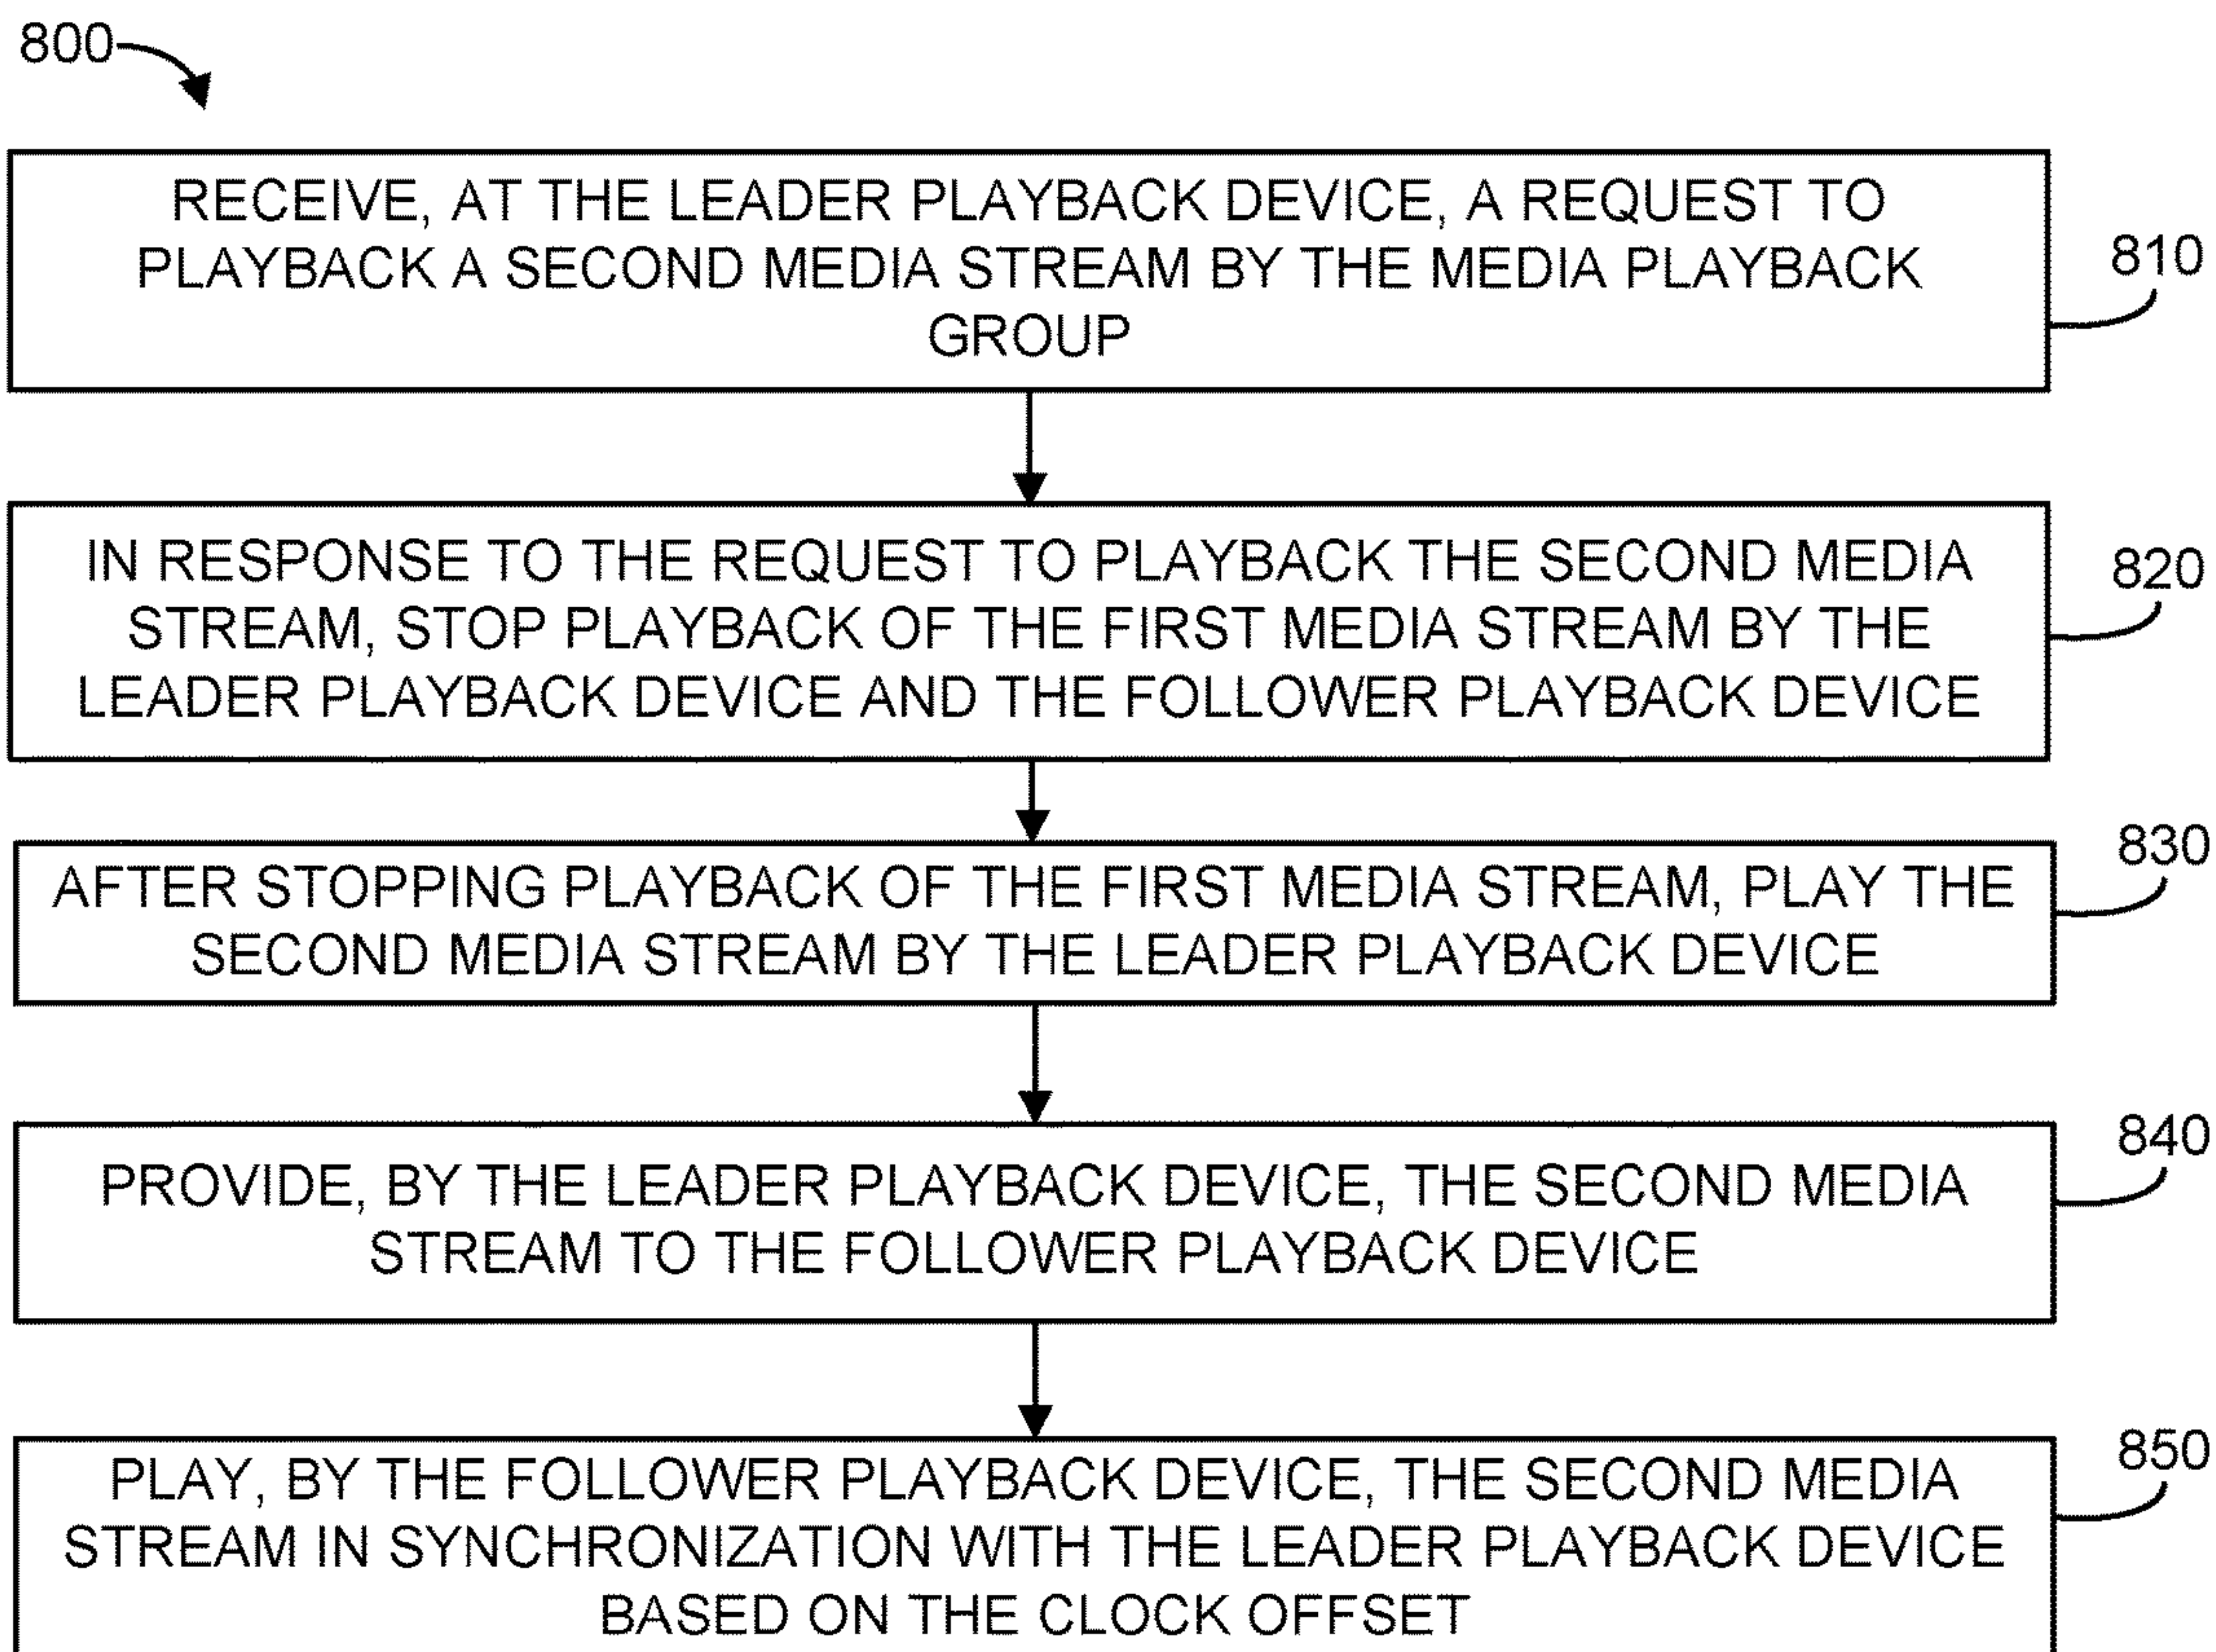 800
RECEIVE, AT THE LEADER PLAYBACK DEVICE, A REQUEST TO
PLAYBACK A SECOND MEDIA STREAM BY THE MEDIA PLAYBACK
GROUP
810
IN RESPONSE TO THE REQUEST TO PLAYBACK THE SECOND MEDIA
STREAM, STOP PLAYBACK OF THE FIRST MEDIA STREAM BY THE
LEADER PLAYBACK DEVICE AND THE FOLLOWER PLAYBACK DEVICE
820
AFTER STOPPING PLAYBACK OF THE FIRST MEDIA STREAM, PLAY THE
SECOND MEDIA STREAM BY THE LEADER PLAYBACK DEVICE
830
PROVIDE, BY THE LEADER PLAYBACK DEVICE, THE SECOND MEDIA
STREAM TO THE FOLLOWER PLAYBACK DEVICE
840
PLAY, BY THE FOLLOWER PLAYBACK DEVICE, THE SECOND MEDIA
STREAM IN SYNCHRONIZATION WITH THE LEADER PLAYBACK DEVICE
BASED ON THE CLOCK OFFSET
850